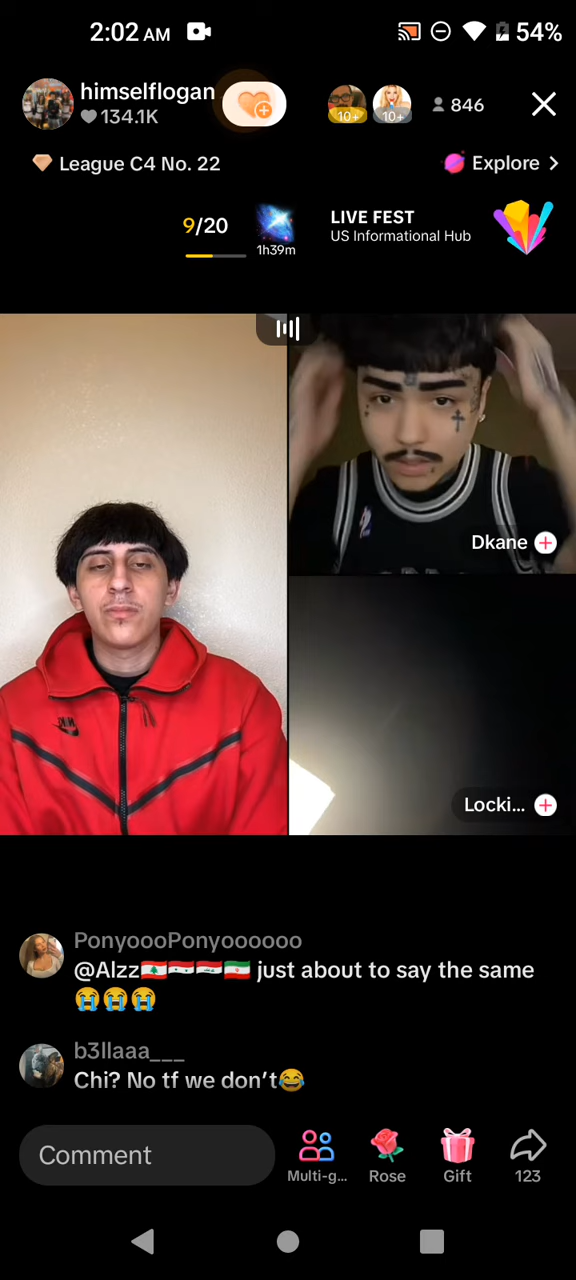 2:02 AM
54%
himselflogan
134.1K
10+
10+
846
League C4 No. 22
Explore >
9/20
1h39m
LIVE FEST
US Informational Hub
Dkane
Locki...
PonyoooPonyoooooo
@Alzz🇱🇧🇸🇾🇮🇶🇮🇷 just about to say the same
😭😭😭
b3llaaa___
Chi? No tf we don't😂
Comment
Multi-g...
Rose
Gift
123